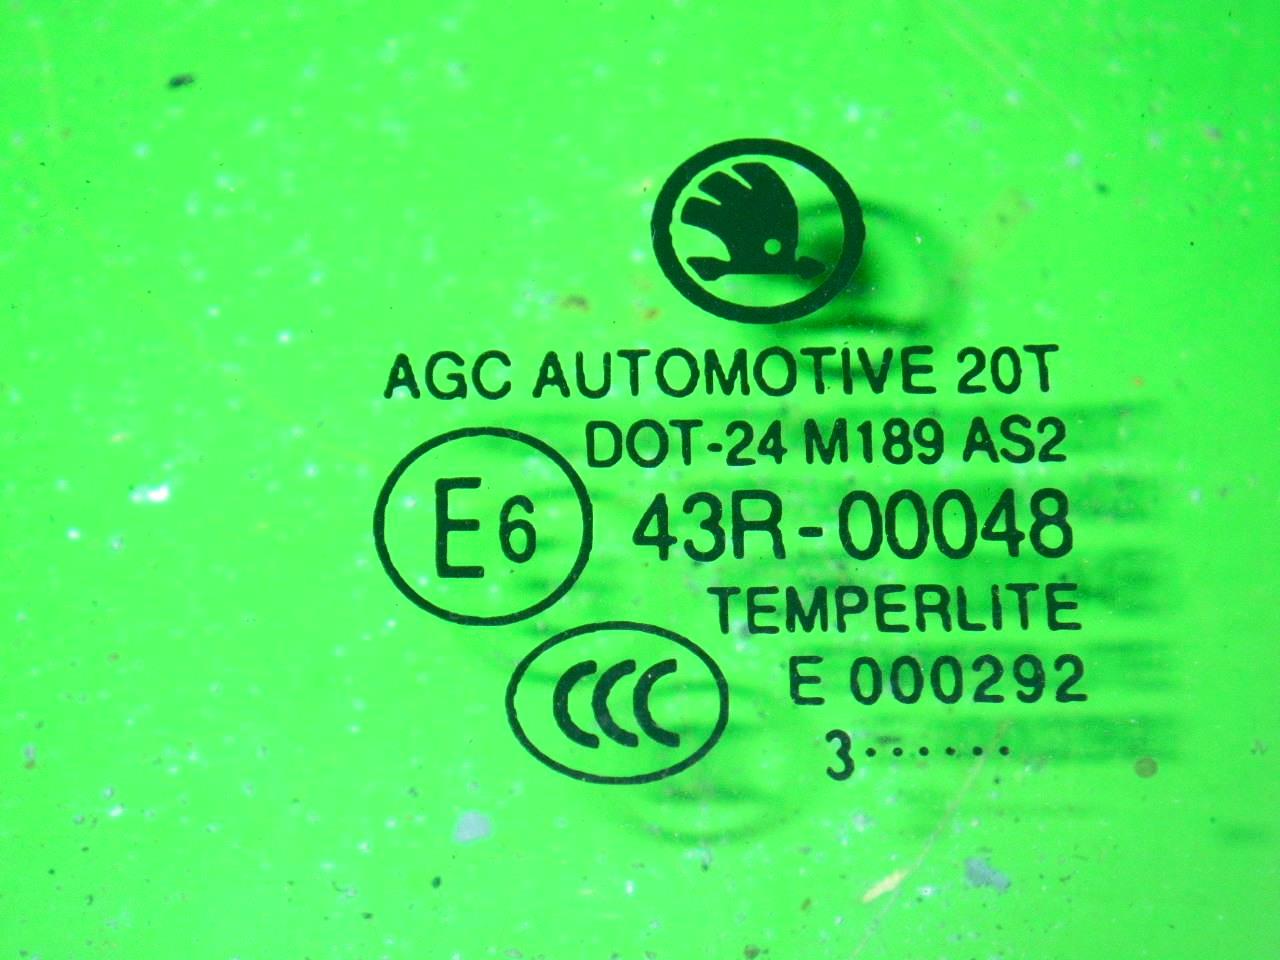 AGC AUTOMOTIVE 20T
DOT-24 M189 AS2
E6 43R-00048
TEMPERLITE
CCC E 000292
3······